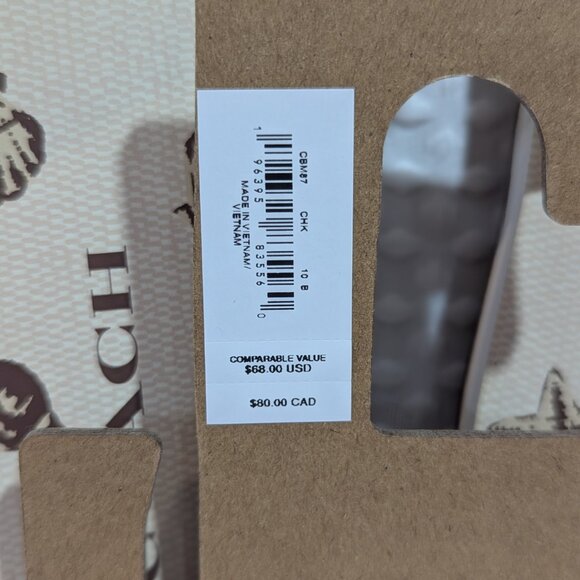 CBM87 CHK 10 B
1 96395 83556 0
MADE IN VIETNAM/
VIETNAM
COMPARABLE VALUE
$68.00 USD
$80.00 CAD
ACH